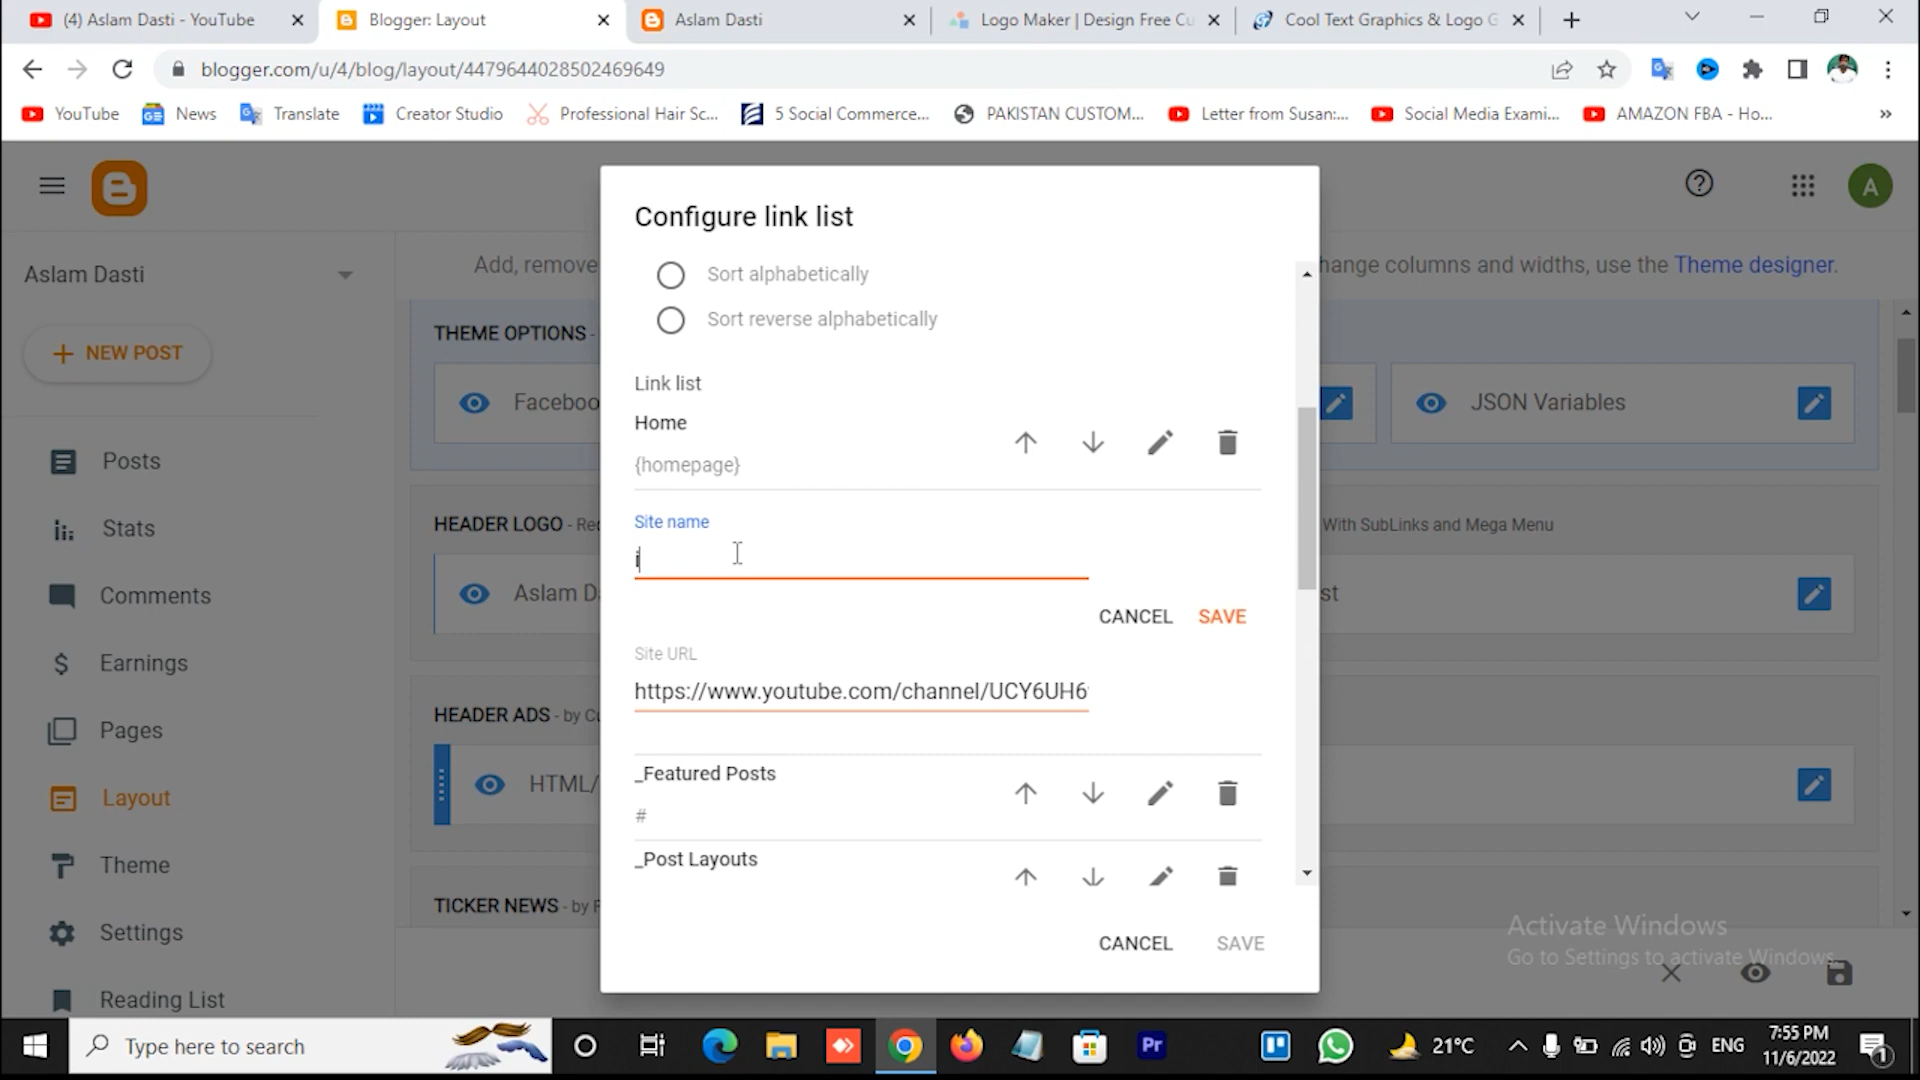 (4) Aslam Dasti - YouTube
Blogger: Layout
Aslam Dasti
Logo Maker | Design Free Cu
Cool Text Graphics & Logo G
blogger.com/u/4/blog/layout/4479644028502469649
YouTube
News
Translate
Creator Studio
Professional Hair Sc...
5 Social Commerce...
PAKISTAN CUSTOM...
Letter from Susan:...
Social Media Exami...
AMAZON FBA - Ho...
»
A
Aslam Dasti
NEW POST
Posts
Stats
Comments
Earnings
Pages
Layout
Theme
Settings
Reading List
Add, remove
hange columns and widths, use the Theme designer.
THEME OPTIONS -
Faceboo
JSON Variables
HEADER LOGO - Re
With SubLinks and Mega Menu
Aslam D
st
HEADER ADS - by Cu
HTML/
TICKER NEWS - by F
Configure link list
Sort alphabetically
Sort reverse alphabetically
Link list
Home
{homepage}
Site name
i
CANCEL SAVE
Site URL
https://www.youtube.com/channel/UCY6UH6
_Featured Posts
#
_Post Layouts
CANCEL SAVE
Activate Windows
Go to Settings to activate Windows.
Type here to search
Pr
21°C
ENG
7:55 PM
11/6/2022
1